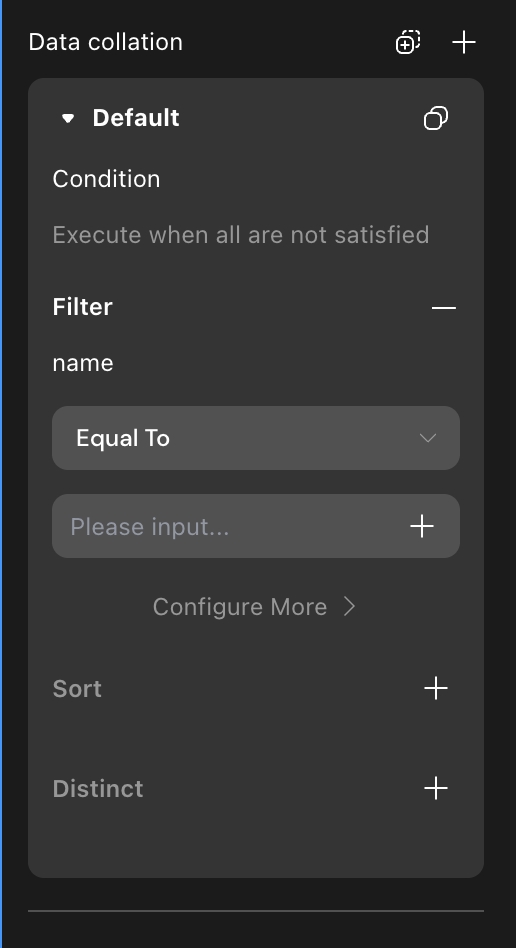 Data collation
Default
Condition
Execute when all are not satisfied
Filter
name
Equal To
Please input...
Configure More
Sort
Distinct